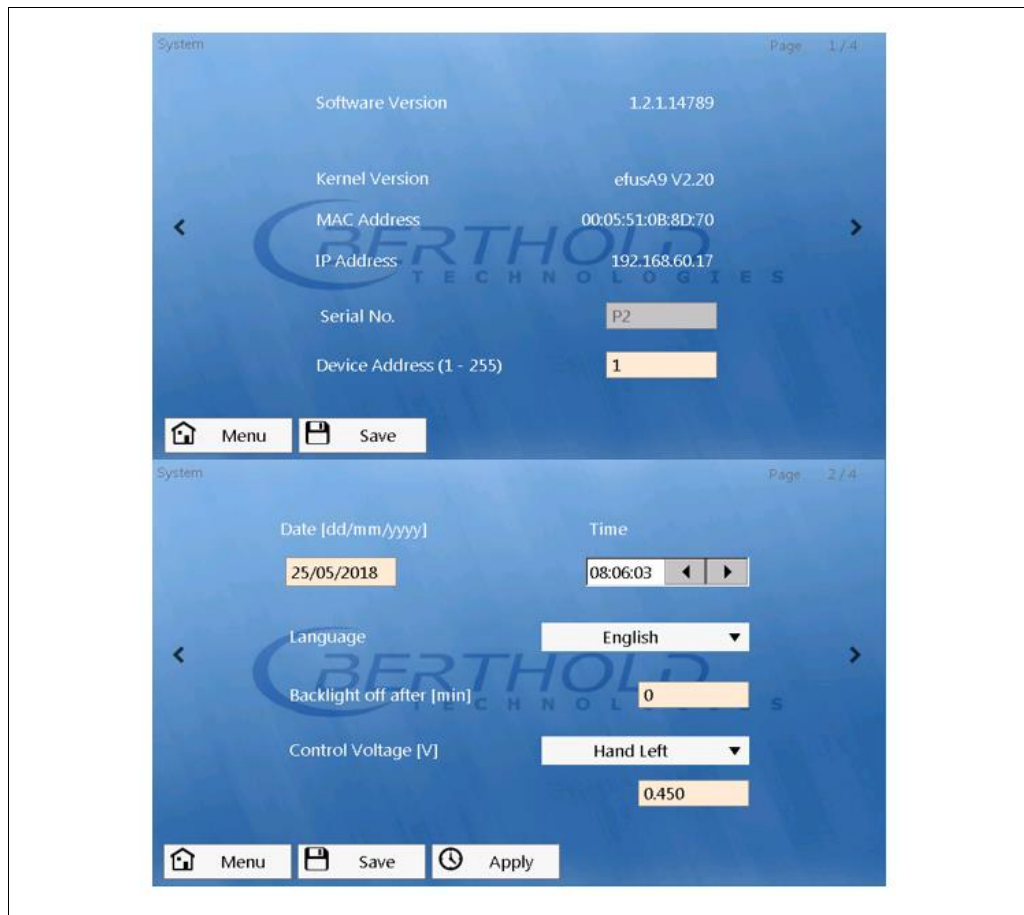 System Page 1 / 4
Software Version 1.2.1.14789
Kernel Version efusA9 V2.20
MAC Address 00:05:51:0B:8D:70
IP Address 192.168.60.17
BERTHOLD
TECHNOLOGIES
Serial No. P2
Device Address (1 - 255) 1
Menu Save
System Page 2 / 4
Date [dd/mm/yyyy] Time
25/05/2018 08:06:03
Language English
BERTHOLD
TECHNOLOGIES
Backlight off after [min] 0
Control Voltage [V] Hand Left
0.450
Menu Save Apply